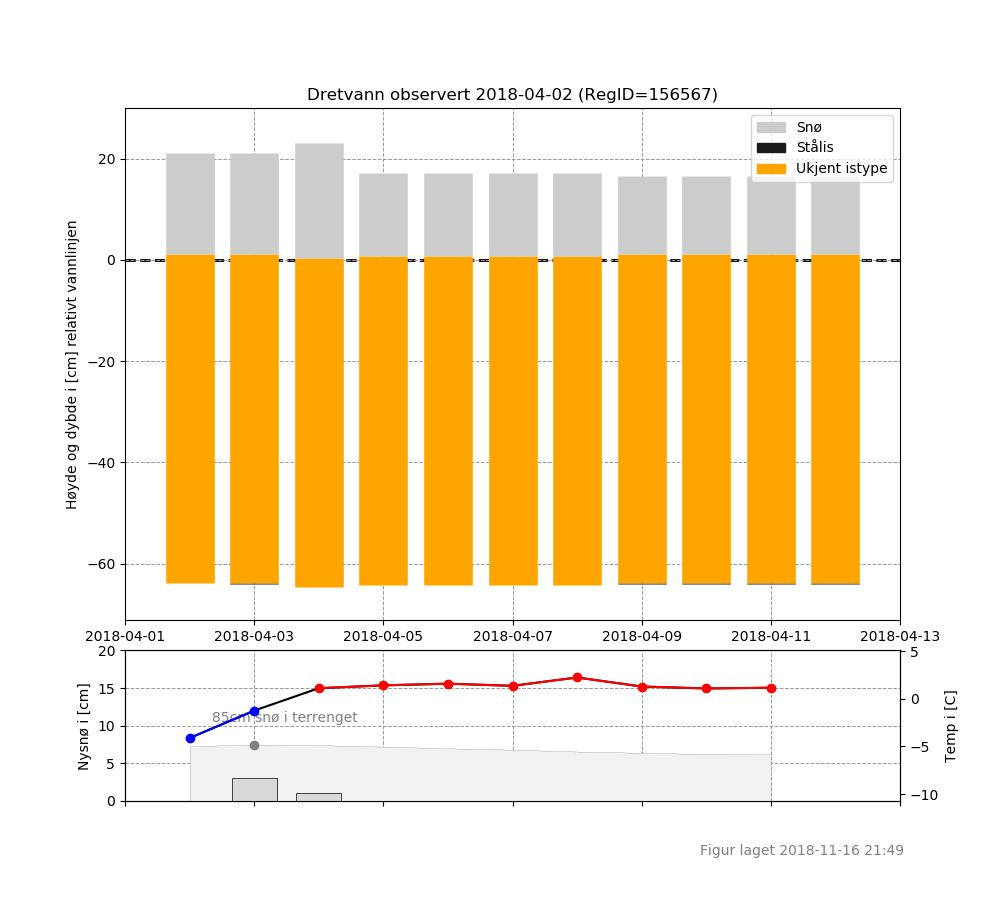 Dretvann observert 2018-04-02 (RegID=156567)
Snø
Stålis
Ukjent istype
Høyde og dybde i [cm] relativt vannlinjen
20
0
−20
−40
−60
2018-04-01 2018-04-03 2018-04-05 2018-04-07 2018-04-09 2018-04-11 2018-04-13
Nysnø i [cm]
20
15
10
5
0
85cm snø i terrenget
5
0
−5
−10
Temp i [C]
Figur laget 2018-11-16 21:49